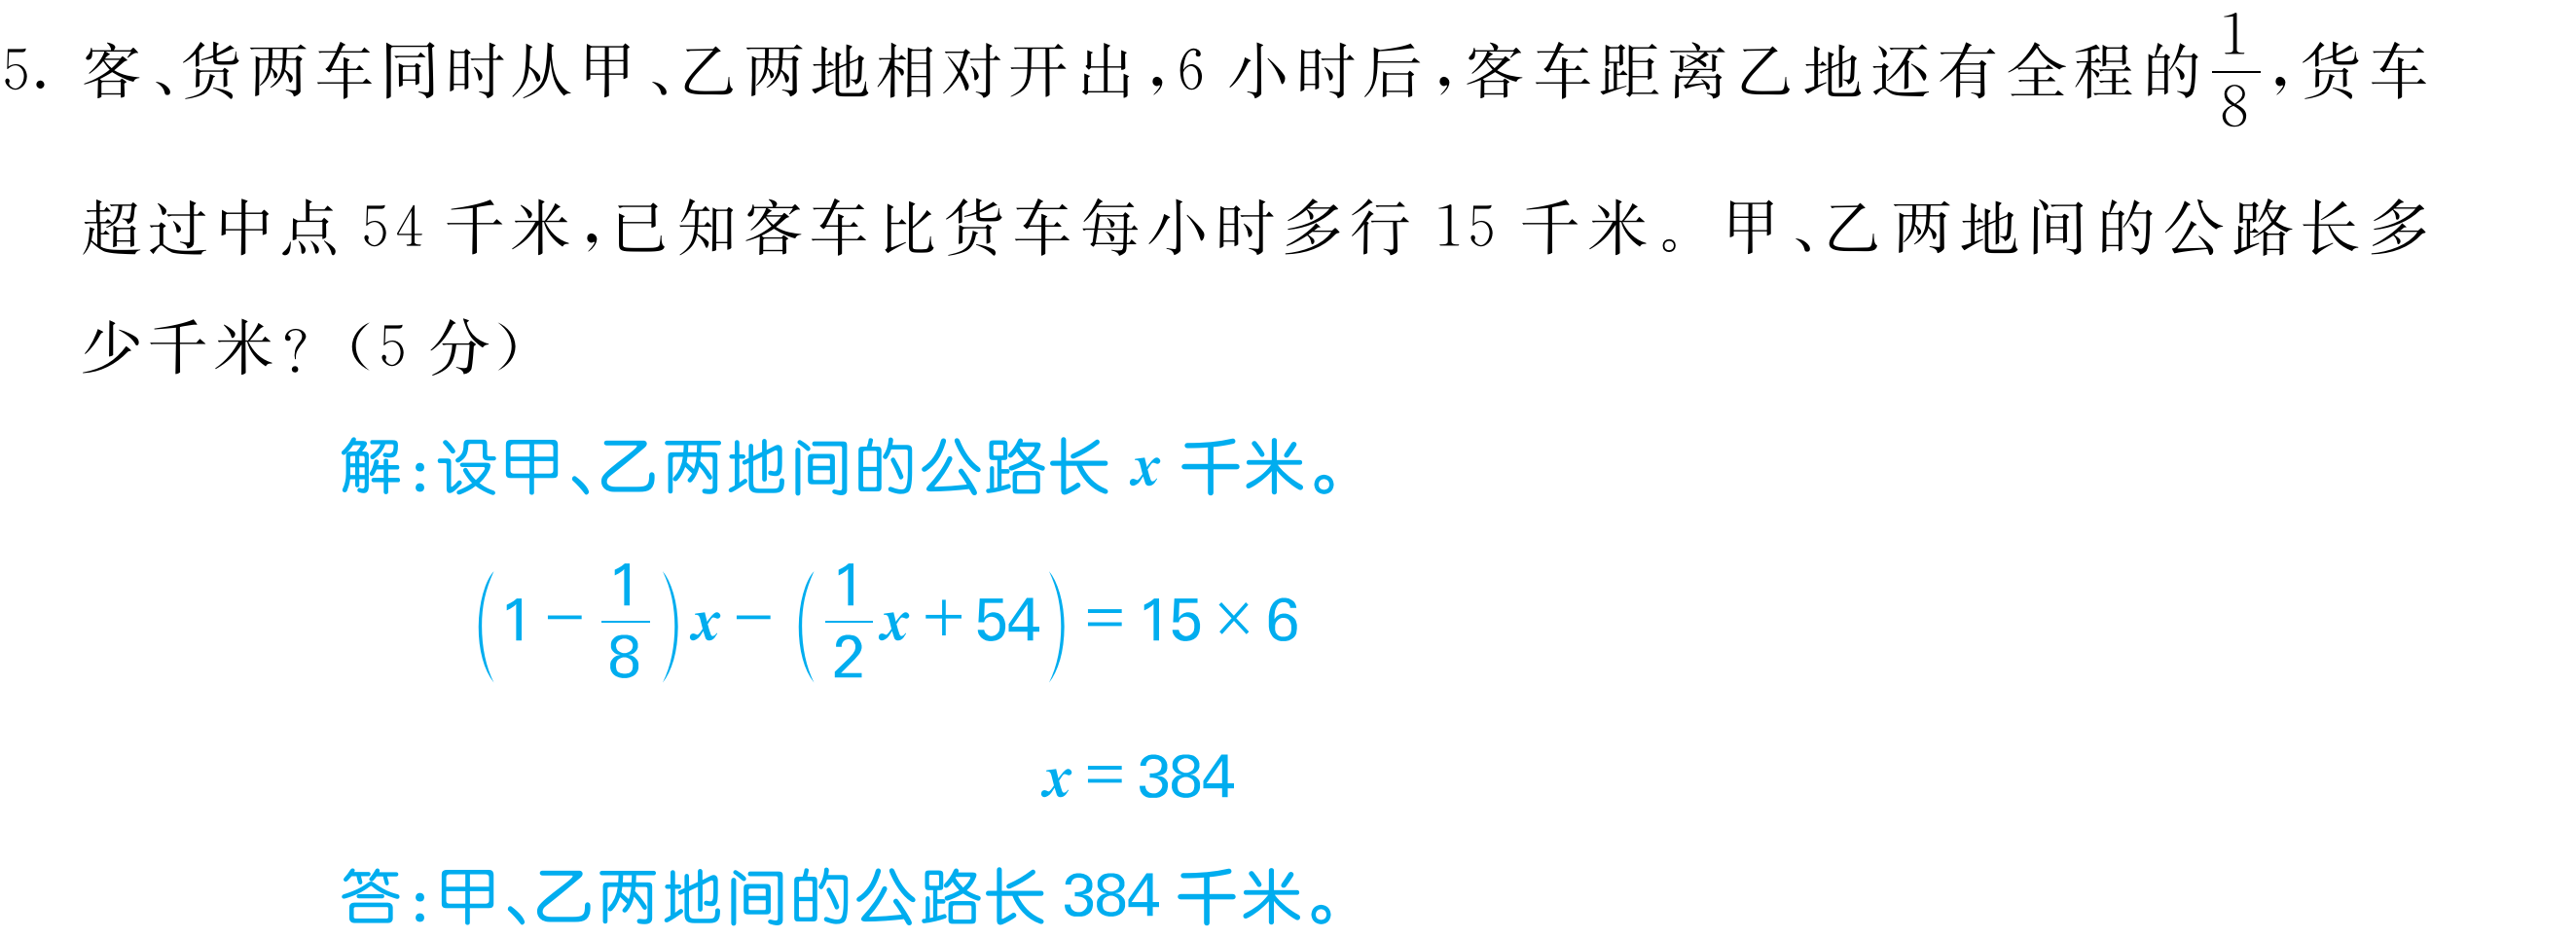 5. 客、货两车同时从甲、乙两地相对开出,6 小时后,客车距离乙地还有全程的1/8,货车
超过中点 54 千米,已知客车比货车每小时多行 15 千米。甲、乙两地间的公路长多
少千米?(5 分)
解:设甲、乙两地间的公路长 x 千米。
(1－1/8)x－(1/2x＋54)＝15×6
x＝384
答:甲、乙两地间的公路长 384 千米。